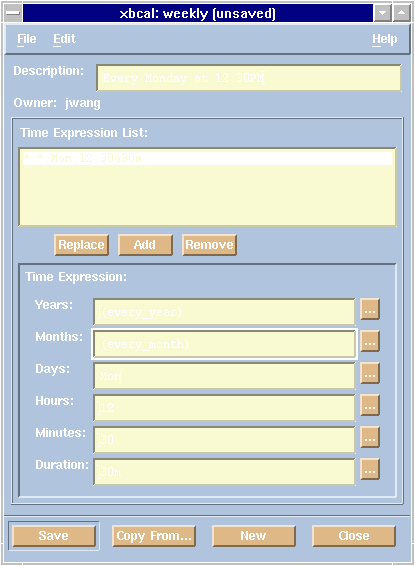 xbcal: weekly (unsaved)
File Edit Help
Description: Every Monday at 12:30PM
Owner: jwang
Time Expression List:
* * Mon 12 30%30m
Replace Add Remove
Time Expression:
Years: (every_year) ...
Months: (every_month) ...
Days: Mon ...
Hours: 12 ...
Minutes: 30 ...
Duration: 30m ...
Save Copy From... New Close